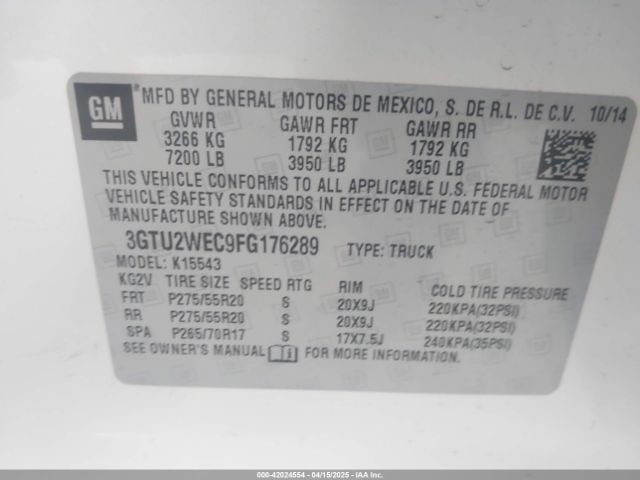 GM
*MFD BY GENERAL MOTORS DE MEXICO, S. DE R.L. DE C.V. 10/14
GVWR GAWR FRT GAWR RR
3266 KG 1792 KG 1792 KG
7200 LB 3950 LB 3950 LB
THIS VEHICLE CONFORMS TO ALL APPLICABLE U.S. FEDERAL MOTOR
VEHICLE SAFETY STANDARDS IN EFFECT ON THE DATE OF
MANUFACTURE SHOWN ABOVE.
3GTU2WEC9FG176289 TYPE: TRUCK
MODEL: K15543
KG2V TIRE SIZE SPEED RTG RIM COLD TIRE PRESSURE
FRT P275/55R20 S 20X9J 220KPA(32PSI)
RR P275/55R20 S 20X9J 220KPA(32PSI)
SPA P265/70R17 S 17X7.5J 240KPA(35PSI)
SEE OWNER'S MANUAL i FOR MORE INFORMATION.
000-42024554 - 04/15/2025 - IAA Inc.